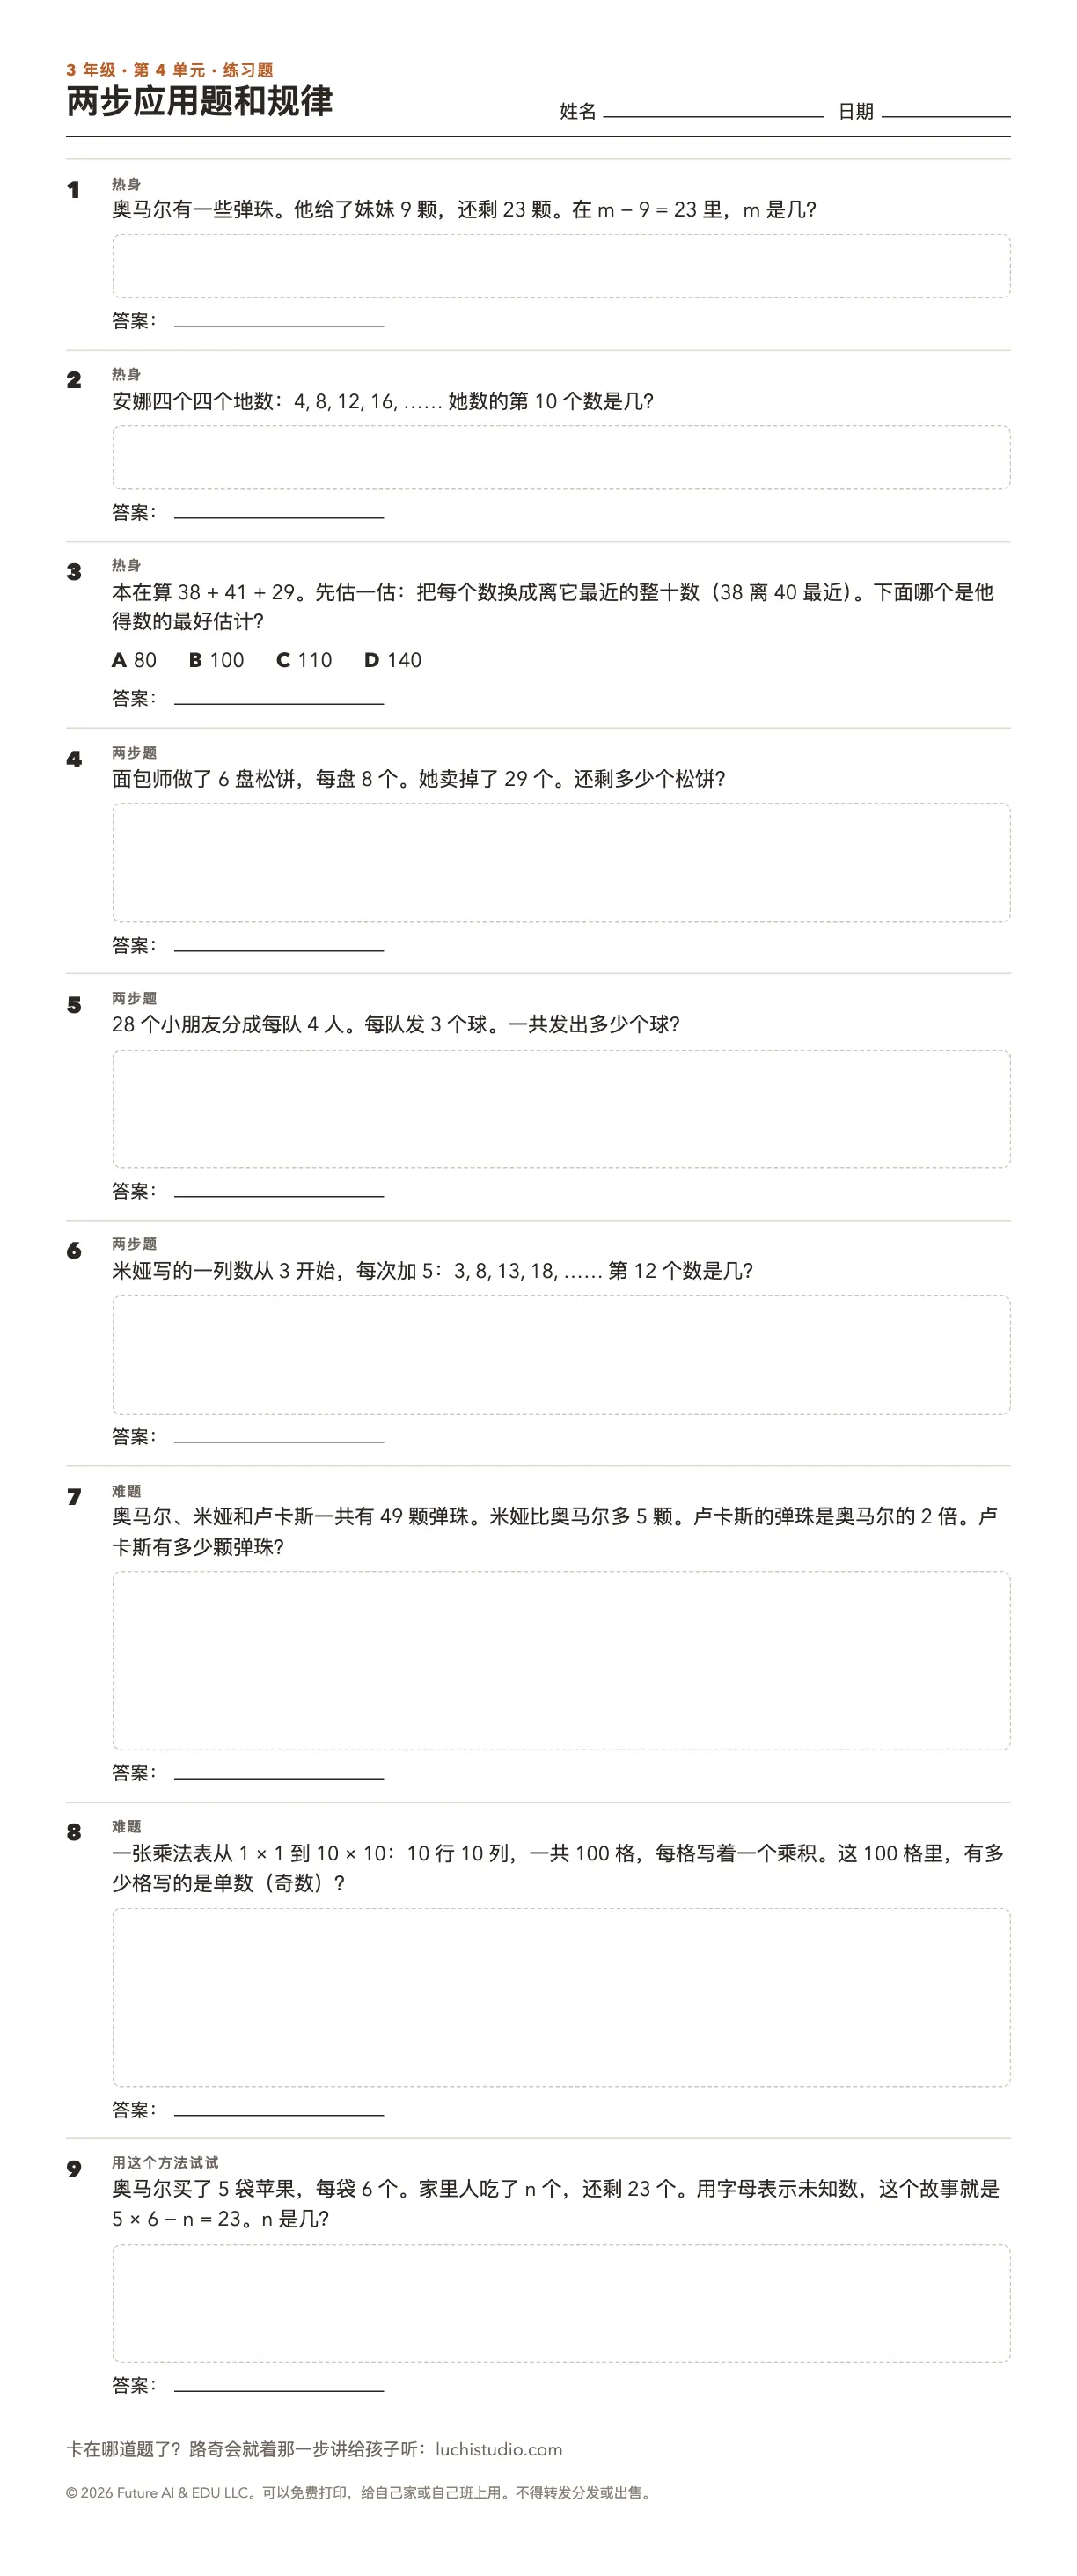 3 年级 · 第 4 单元 · 练习题
两步应用题和规律
姓名 日期
1
热身
奥马尔有一些弹珠。他给了妹妹 9 颗，还剩 23 颗。在 m − 9 = 23 里，m 是几？
答案：
2
热身
安娜四个四个地数：4, 8, 12, 16, …… 她数的第 10 个数是几？
答案：
3
热身
本在算 38 + 41 + 29。先估一估：把每个数换成离它最近的整十数（38 离 40 最近）。下面哪个是他
得数的最好估计？
A 80 B 100 C 110 D 140
答案：
4
两步题
面包师做了 6 盘松饼，每盘 8 个。她卖掉了 29 个。还剩多少个松饼？
答案：
5
两步题
28 个小朋友分成每队 4 人。每队发 3 个球。一共发出多少个球？
答案：
6
两步题
米娅写的一列数从 3 开始，每次加 5：3, 8, 13, 18, …… 第 12 个数是几？
答案：
7
难题
奥马尔、米娅和卢卡斯一共有 49 颗弹珠。米娅比奥马尔多 5 颗。卢卡斯的弹珠是奥马尔的 2 倍。卢
卡斯有多少颗弹珠？
答案：
8
难题
一张乘法表从 1 × 1 到 10 × 10：10 行 10 列，一共 100 格，每格写着一个乘积。这 100 格里，有多
少格写的是单数（奇数）？
答案：
9
用这个方法试试
奥马尔买了 5 袋苹果，每袋 6 个。家里人吃了 n 个，还剩 23 个。用字母表示未知数，这个故事就是
5 × 6 − n = 23。n 是几？
答案：
卡在哪道题了？路奇会就着那一步讲给孩子听：luchistudio.com
© 2026 Future AI & EDU LLC。可以免费打印，给自己家或自己班上用。不得转发分发或出售。